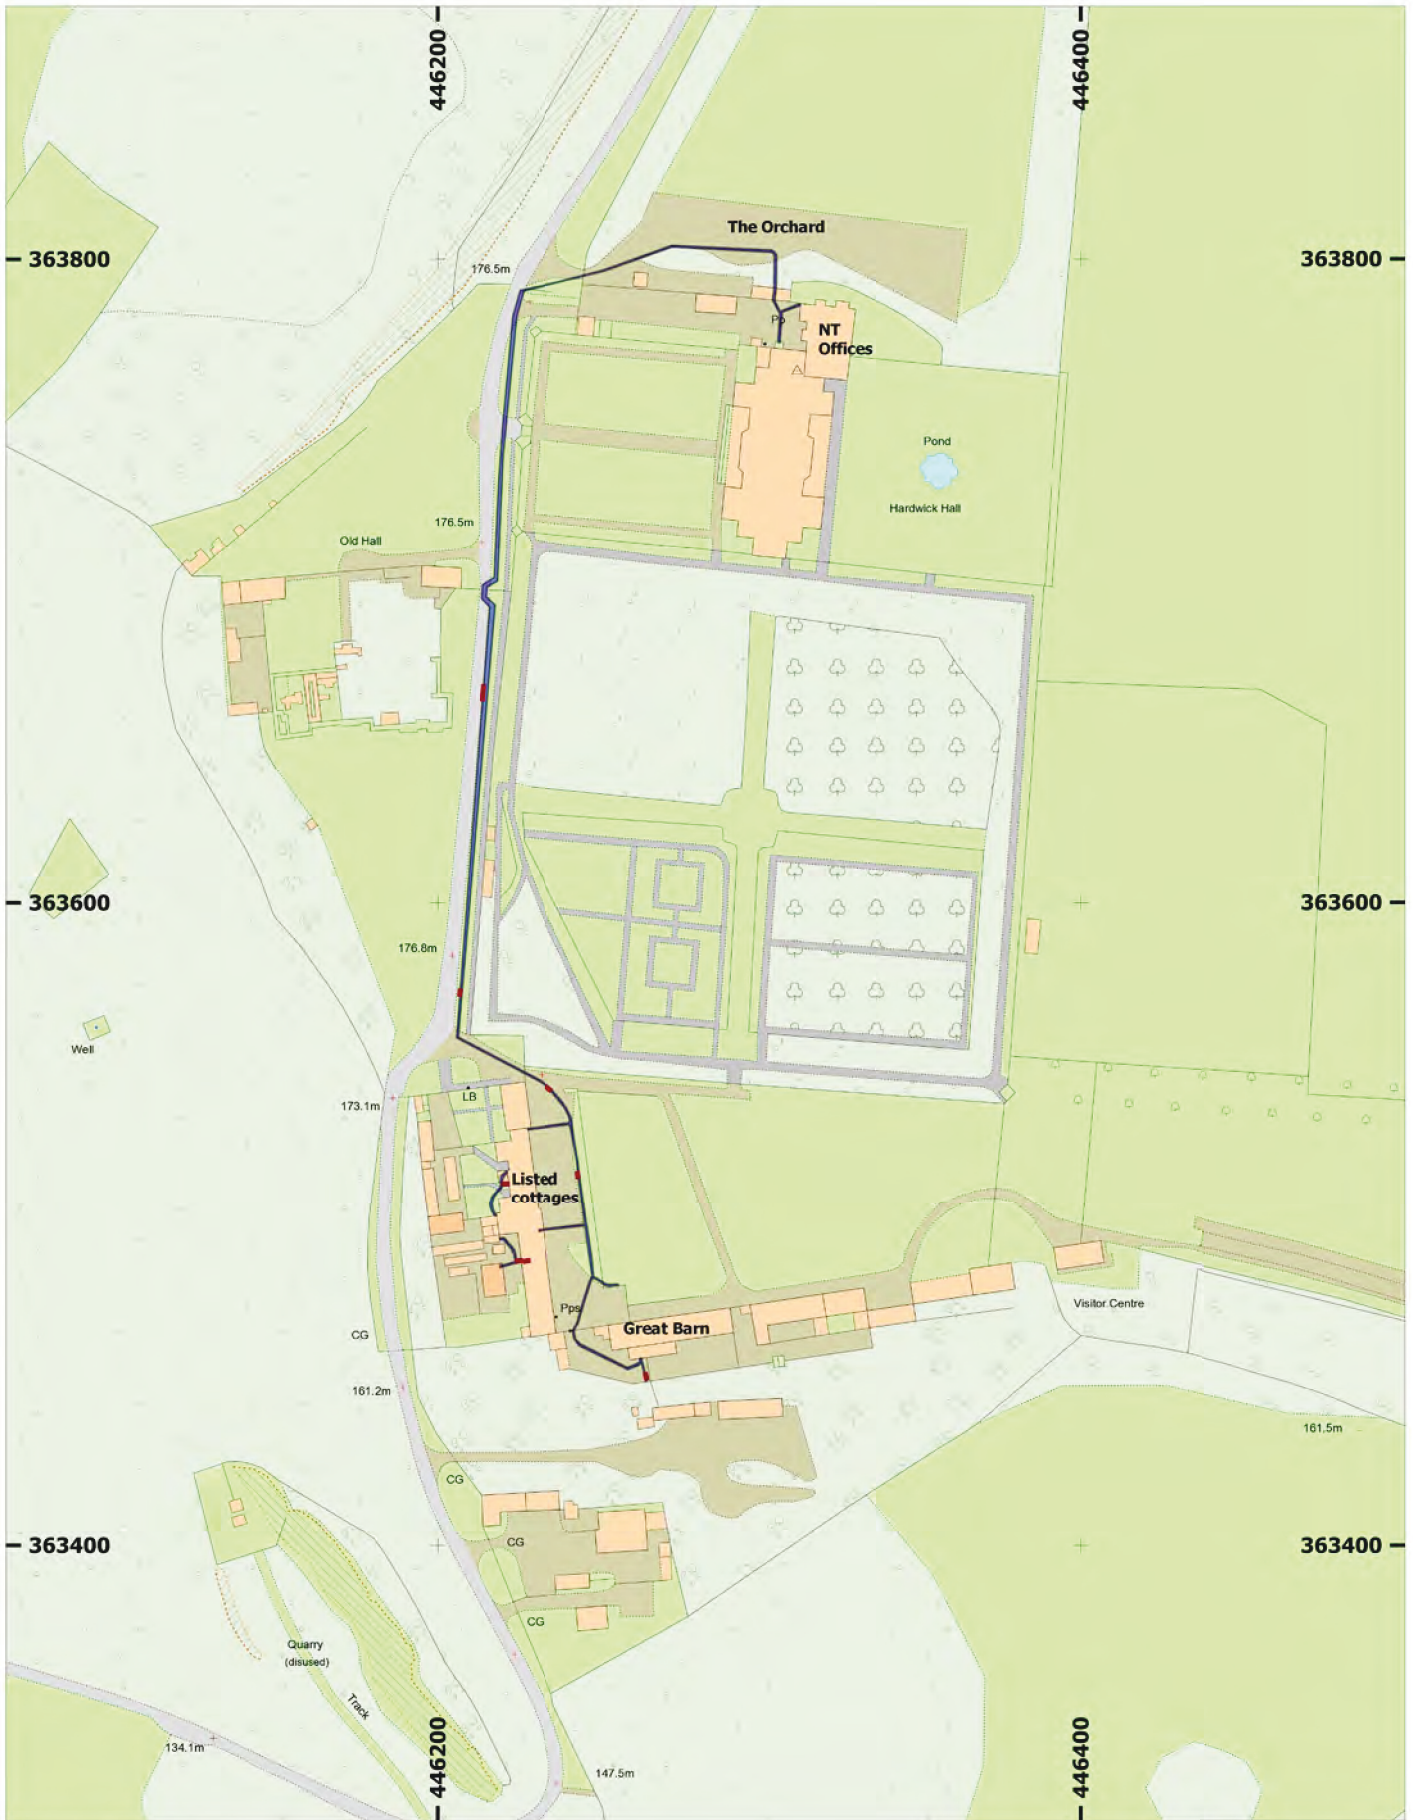 446200
446400
The Orchard
363800
363800
176.5m
NT
Offices
Pond
Hardwick Hall
176.5m
Old Hall
363600
363600
176.8m
Well
LB
173.1m
Listed
cottages
Pps
Great Barn
Visitor Centre
CG
161.2m
161.5m
CG
363400
363400
CG
CG
Quarry
(disused)
Track
446200
446400
134.1m
147.5m